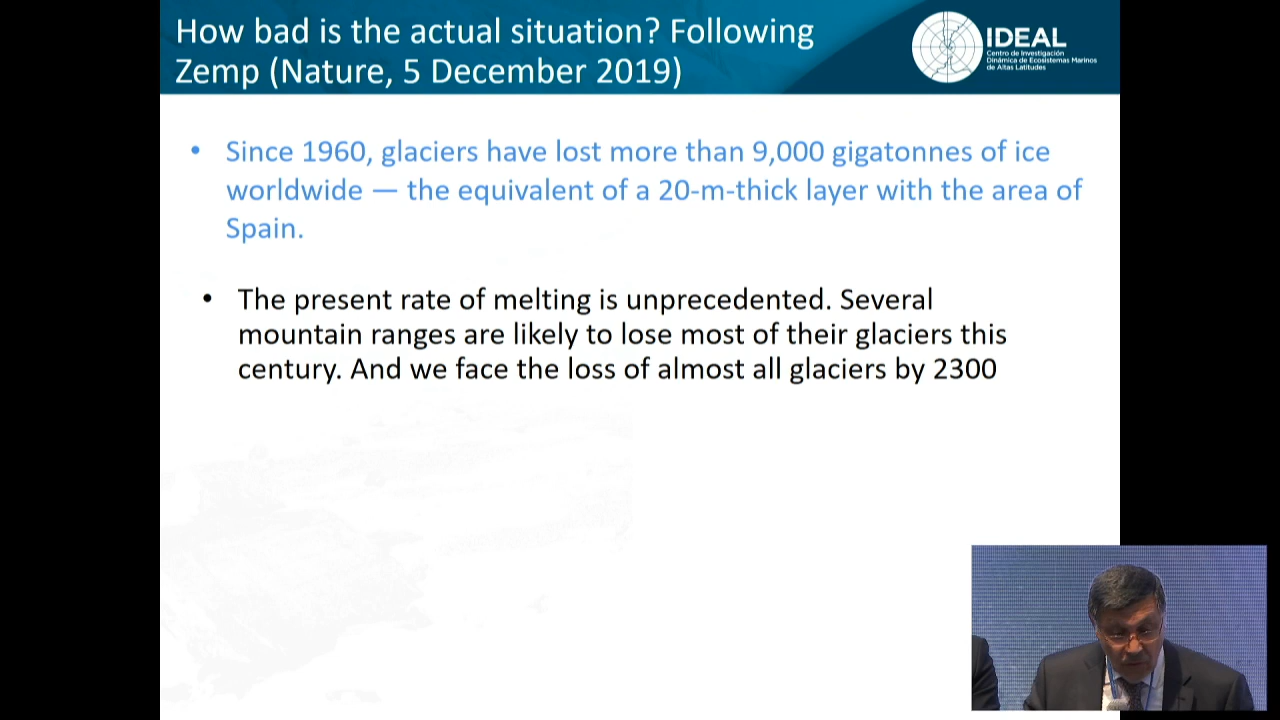 How bad is the actual situation? Following
Zemp (Nature, 5 December 2019)
IDEAL
Centro de Investigación
Dinámica de Ecosistemas Marinos
de Altas Latitudes
• Since 1960, glaciers have lost more than 9,000 gigatonnes of ice
worldwide — the equivalent of a 20-m-thick layer with the area of
Spain.
• The present rate of melting is unprecedented. Several
mountain ranges are likely to lose most of their glaciers this
century. And we face the loss of almost all glaciers by 2300